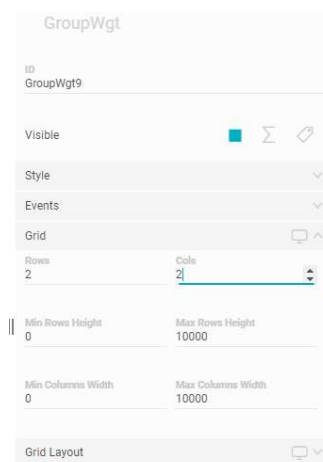 GroupWgt
ID
GroupWgt9
Visible
Style
Events
Grid
Rows Cols
2 2
Min Rows Height Max Rows Height
0 10000
Min Columns Width Max Columns Width
0 10000
Grid Layout